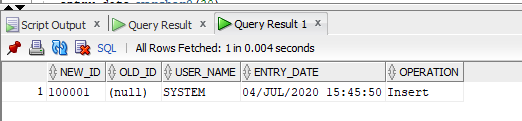 Script Output × Query Result × Query Result 1 ×
SQL | All Rows Fetched: 1 in 0.004 seconds
NEW_ID OLD_ID USER_NAME ENTRY_DATE OPERATION
1 100001 (null) SYSTEM 04/JUL/2020 15:45:50 Insert